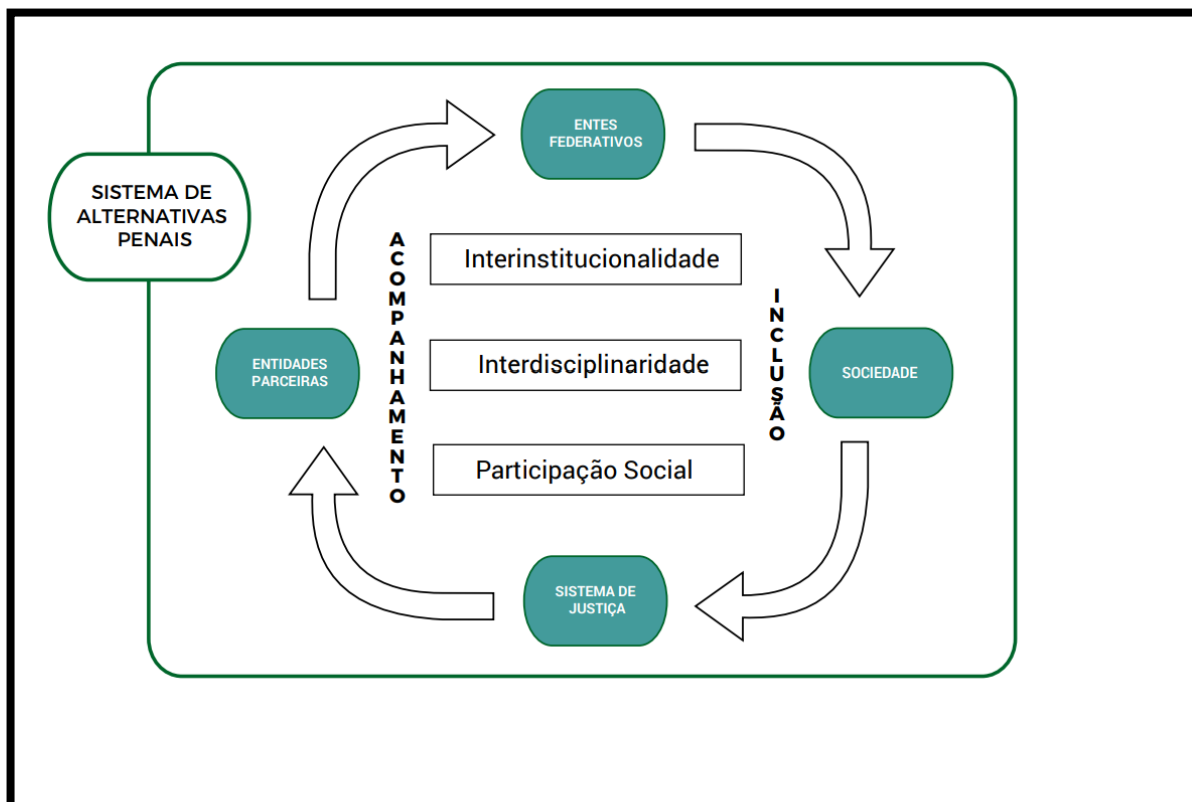 SISTEMA DE
ALTERNATIVAS
PENAIS
ENTES
FEDERATIVOS
ACOMPANHAMENTO
Interinstitucionalidade
INCLUSÃO
ENTIDADES
PARCEIRAS
Interdisciplinaridade
SOCIEDADE
Participação Social
SISTEMA DE
JUSTIÇA